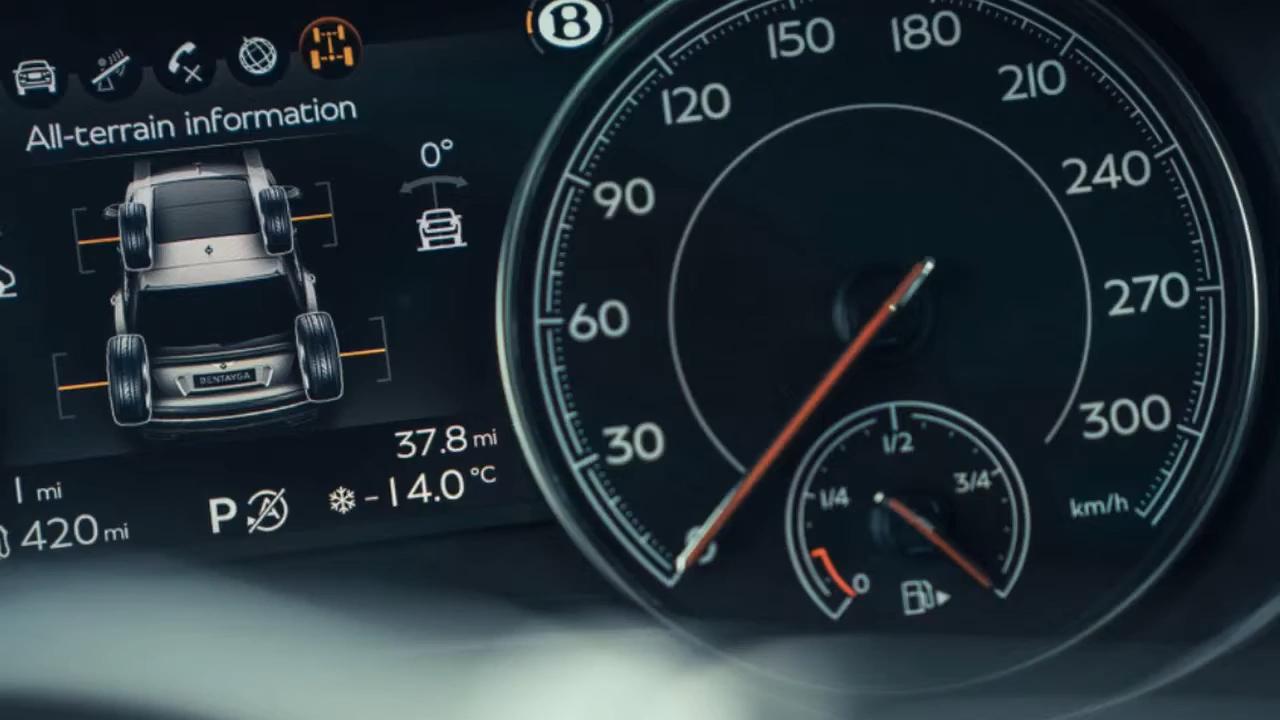 All-terrain information
0°
BENTAYGA
37.8 mi
1 mi
420 mi
P
A
-14.0 °C
B
0
30
60
90
120
150
180
210
240
270
300
km/h
0
1/4
1/2
3/4